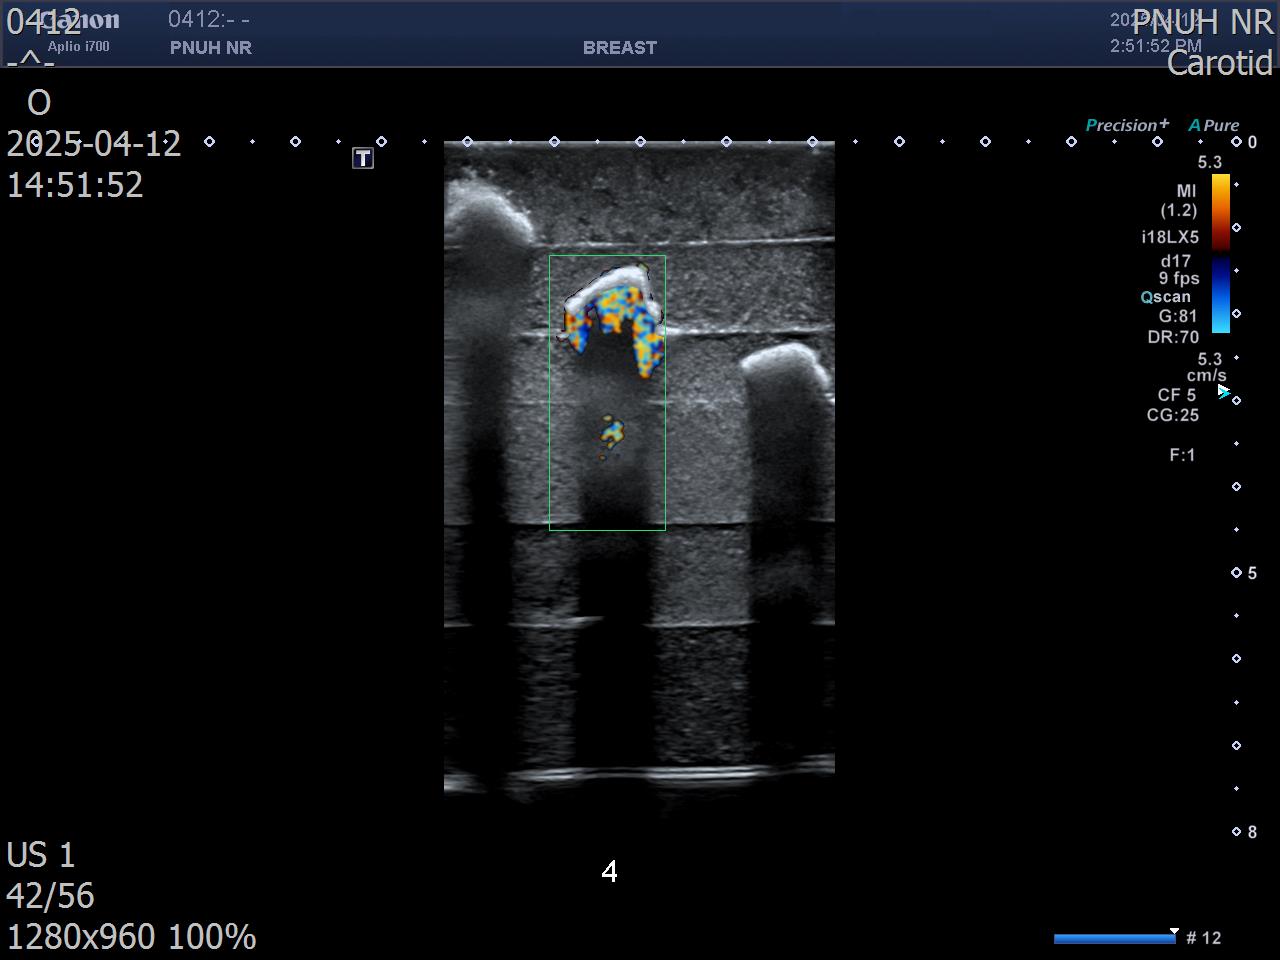 0412
Canon
0412:- -
PNUH NR
-^-
Aplio i700
PNUH NR
BREAST
2:51:52 PM
Carotid
O
2025-04-12
14:51:52
T
Precision+ A Pure
0
5.3
MI
(1.2)
i18LX5
d17
9 fps
Qscan
G:81
DR:70
5.3
cm/s
CF 5
CG:25
F:1
5
8
4
US 1
42/56
1280x960 100%
# 12